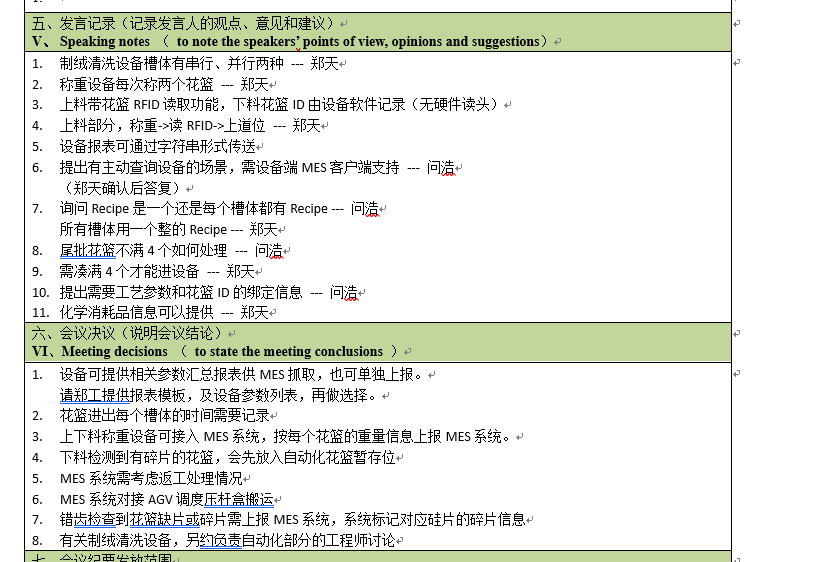 五、发言记录（记录发言人的观点、意见和建议）
V、 Speaking notes （ to note the speakers’ points of view, opinions and suggestions）
1. 制绒清洗设备槽体有串行、并行两种 --- 郑天
2. 称重设备每次称两个花篮 --- 郑天
3. 上料带花篮 RFID 读取功能，下料花篮 ID 由设备软件记录（无硬件读头）
4. 上料部分，称重->读 RFID->上道位 --- 郑天
5. 设备报表可通过字符串形式传送
6. 提出有主动查询设备的场景，需设备端 MES 客户端支持 --- 问浩
（郑天确认后答复）
7. 询问 Recipe 是一个还是每个槽体都有 Recipe --- 问浩
所有槽体用一个整的 Recipe --- 郑天
8. 尾批花篮不满 4 个如何处理 --- 问浩
9. 需凑满 4 个才能进设备 --- 郑天
10. 提出需要工艺参数和花篮 ID 的绑定信息 --- 问浩
11. 化学消耗品信息可以提供 --- 郑天
六、会议决议（说明会议结论）
VI、Meeting decisions （ to state the meeting conclusions ）
1. 设备可提供相关参数汇总报表供 MES 抓取，也可单独上报。
请郑工提供报表模板，及设备参数列表，再做选择。
2. 花篮进出每个槽体的时间需要记录
3. 上下料称重设备可接入 MES 系统，按每个花篮的重量信息上报 MES 系统。
4. 下料检测到有碎片的花篮，会先放入自动化花篮暂存位
5. MES 系统需考虑返工处理情况
6. MES 系统对接 AGV 调度压杆盒搬运
7. 错齿检查到花篮缺片或碎片需上报 MES 系统，系统标记对应硅片的碎片信息
8. 有关制绒清洗设备，另约负责自动化部分的工程师讨论
七、会议纪要发放范围